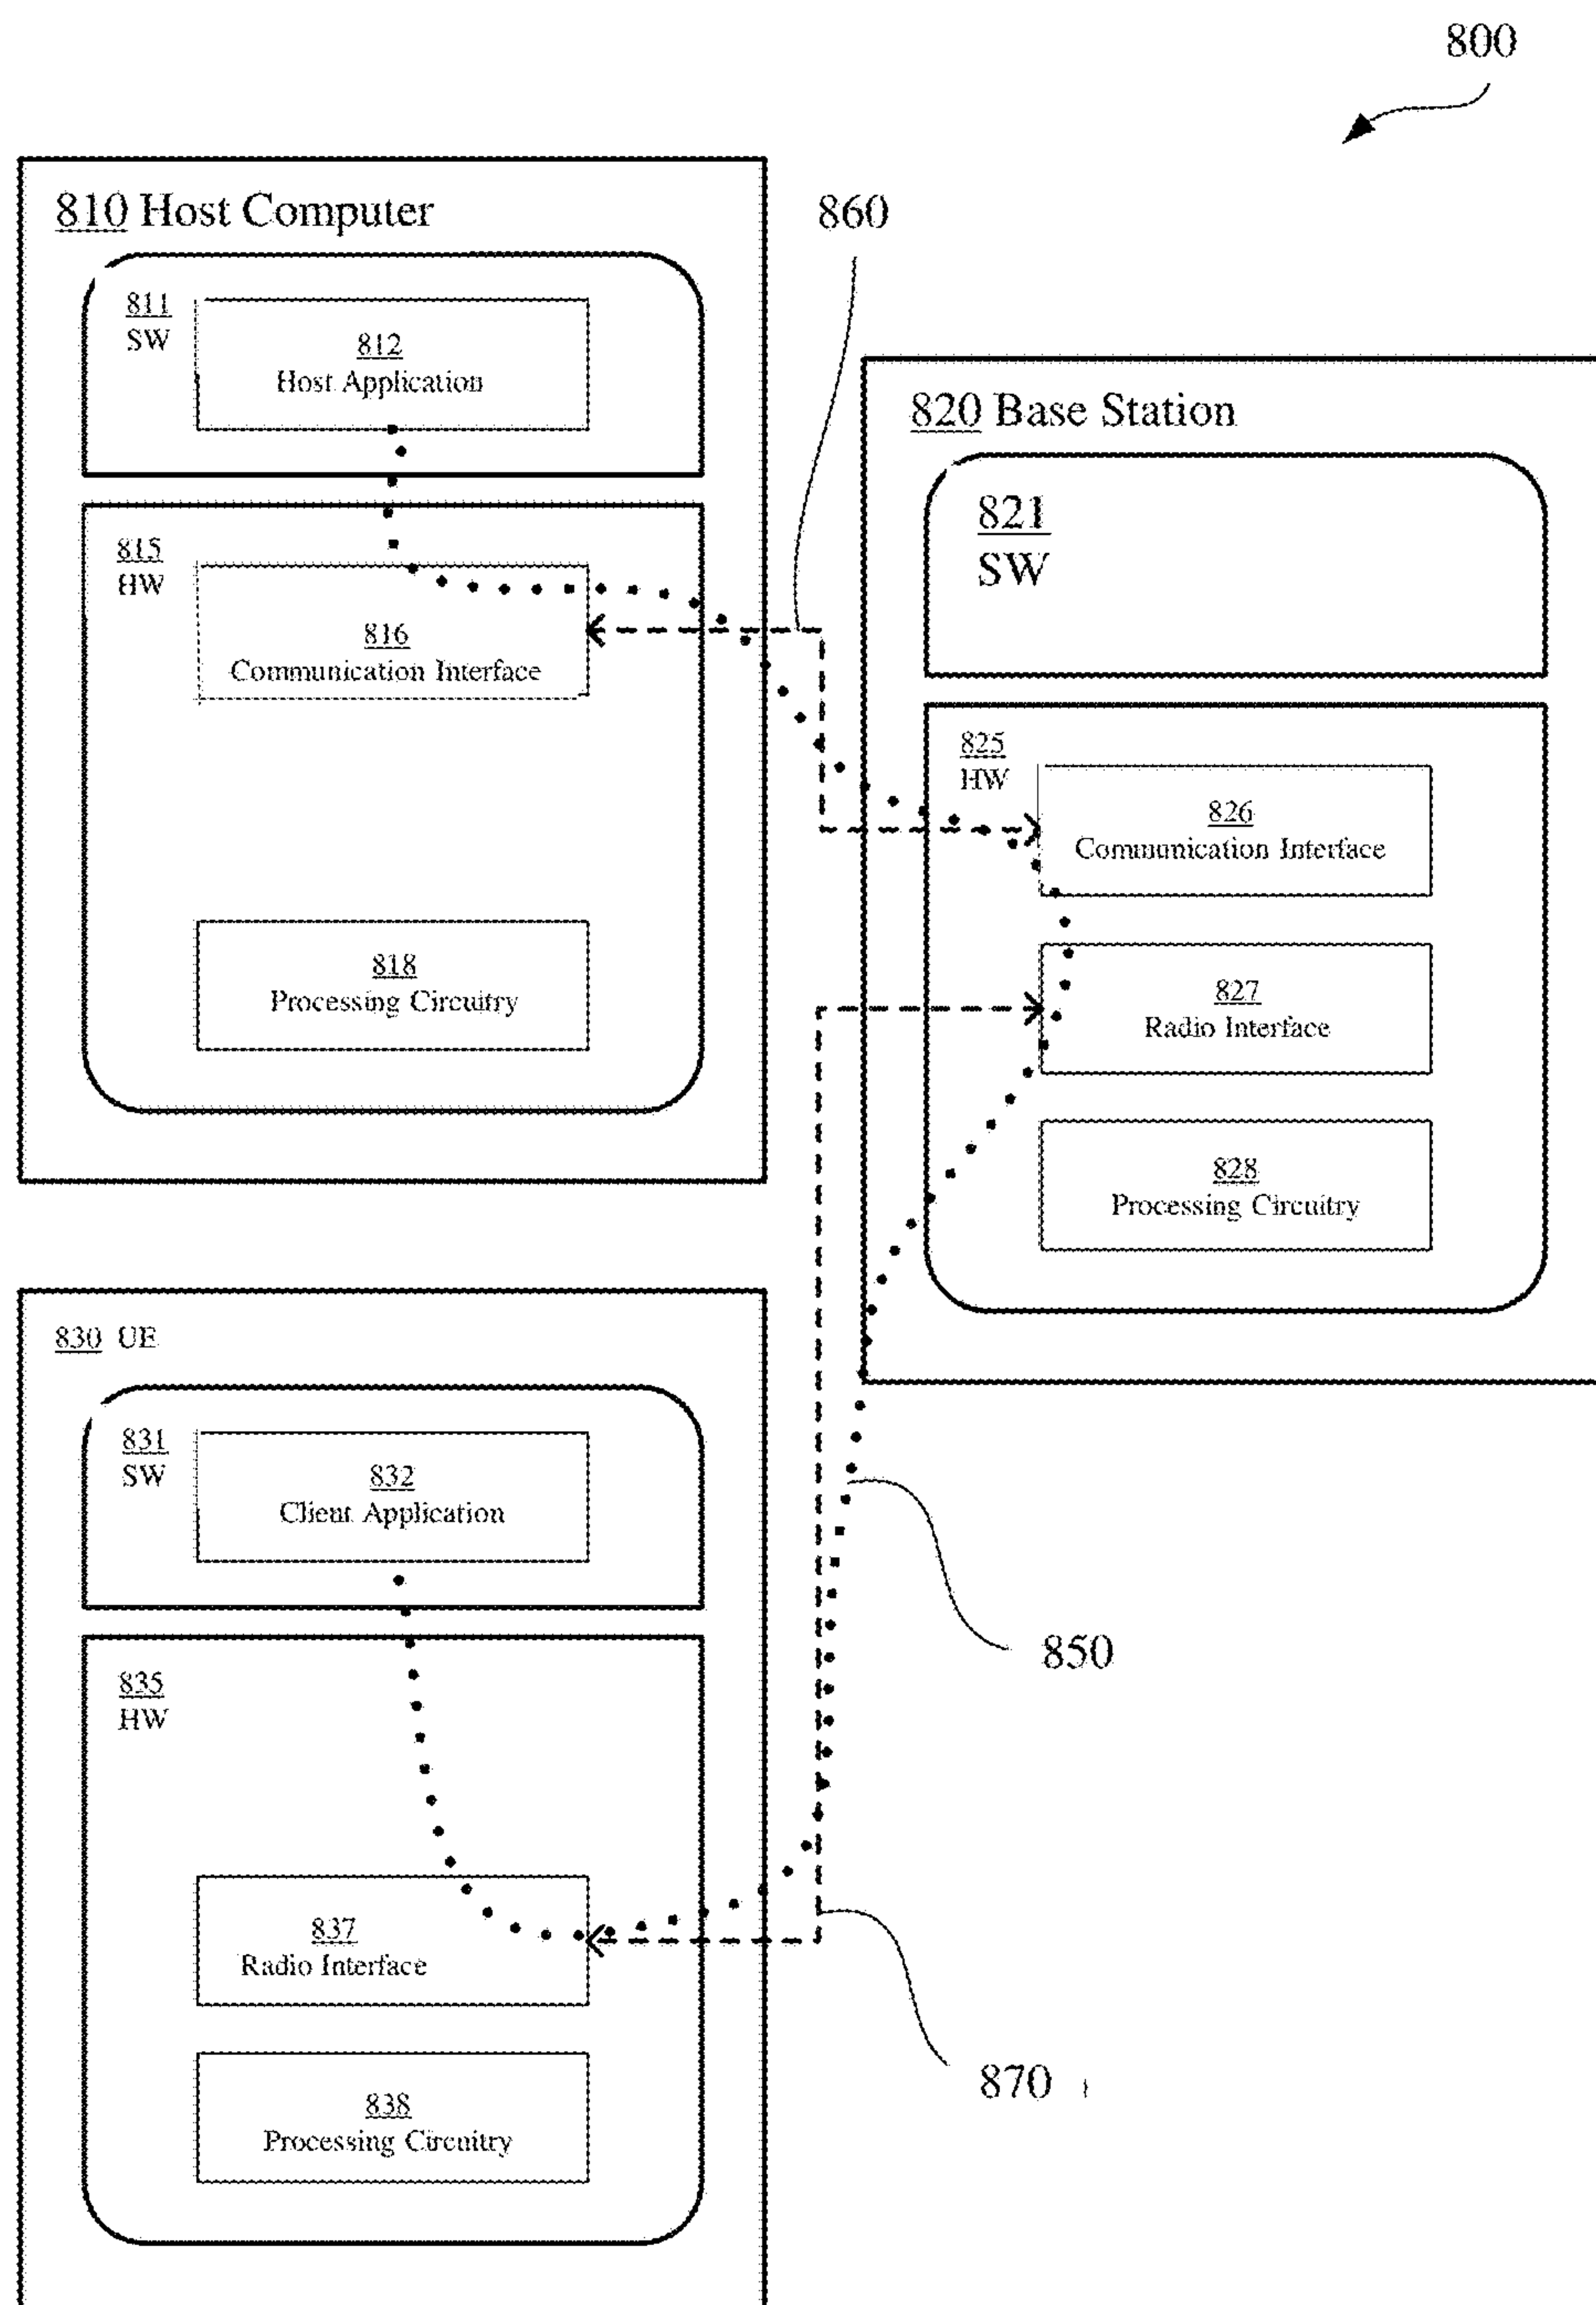 800
810 Host Computer
811
SW
812
Host Application
815
HW
816
Communication Interface
818
Processing Circuitry
860
820 Base Station
821
SW
825
HW
826
Communication Interface
827
Radio Interface
828
Processing Circuitry
830 UE
831
SW
832
Client Application
835
HW
837
Radio Interface
838
Processing Circuitry
850
870